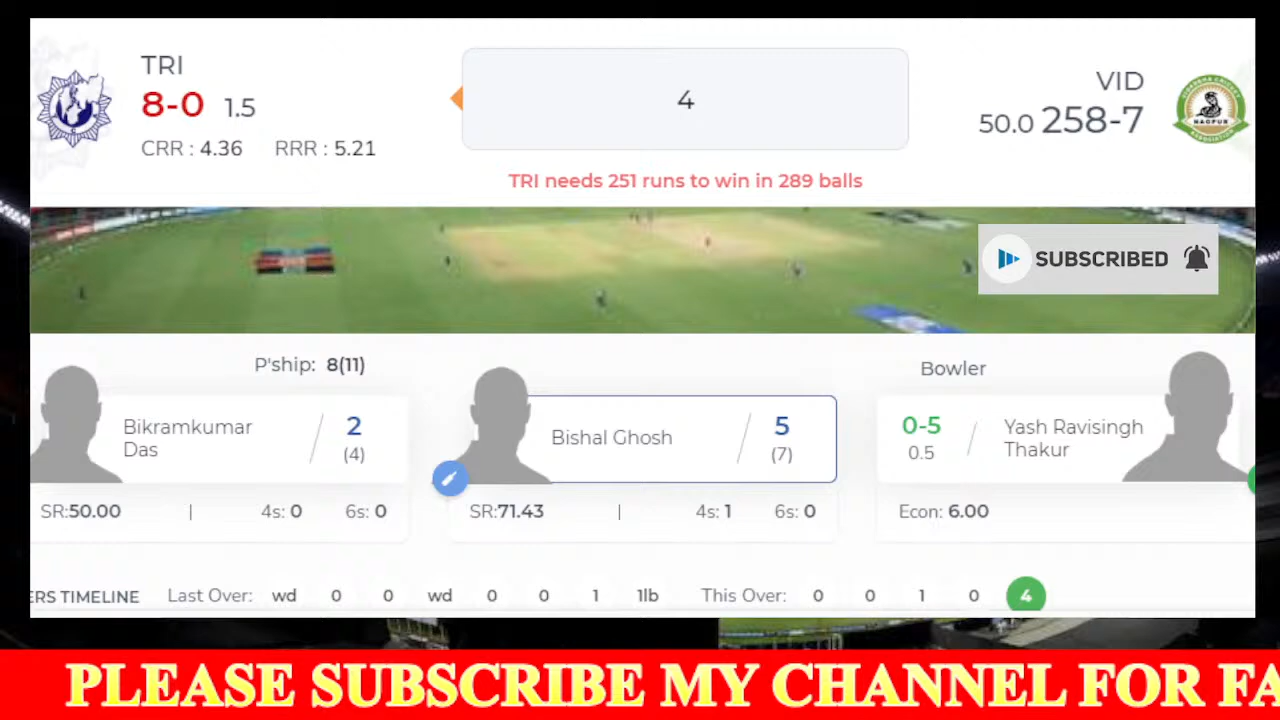 TRI
8-0 1.5
CRR : 4.36 RRR : 5.21
4
VID
50.0 258-7
NAGPUR
TRI needs 251 runs to win in 289 balls
SUBSCRIBED
P'ship: 8(11)
Bikramkumar
Das
2
(4)
SR:50.00 | 4s: 0 6s: 0
Bishal Ghosh
5
(7)
SR:71.43 | 4s: 1 6s: 0
Bowler
0-5
0.5
Yash Ravisingh
Thakur
Econ: 6.00
ERS TIMELINE Last Over: wd 0 0 wd 0 0 1 1lb This Over: 0 0 1 0 4
PLEASE SUBSCRIBE MY CHANNEL FOR FA